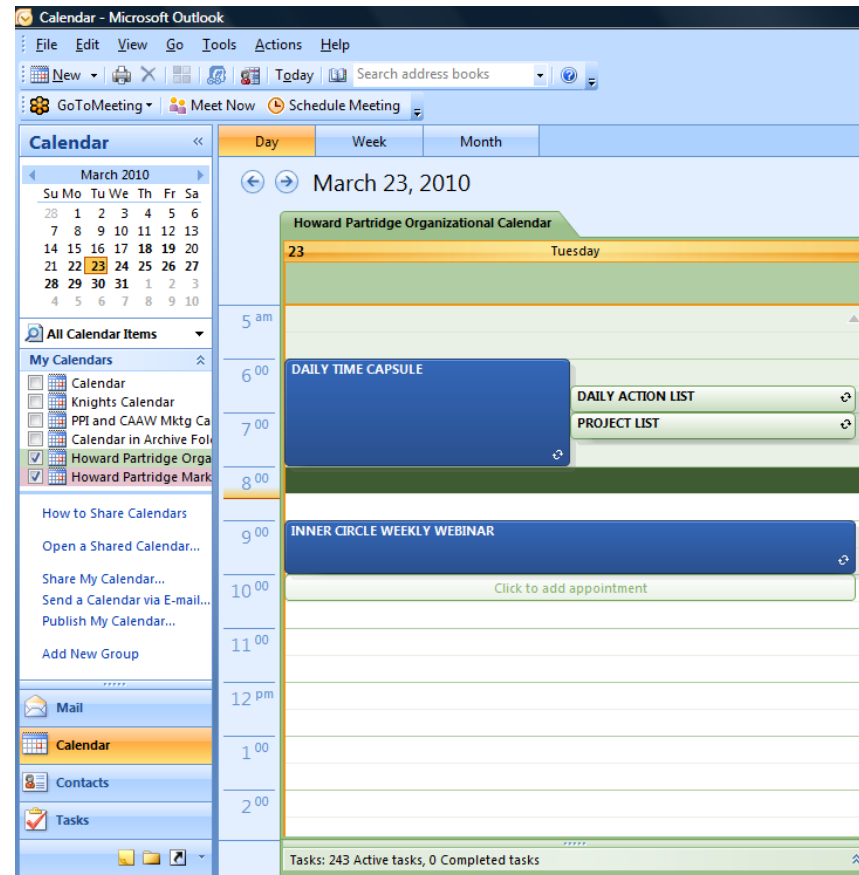 Calendar - Microsoft Outlook
File Edit View Go Tools Actions Help
New Today Search address books
GoToMeeting Meet Now Schedule Meeting
Calendar «
Day Week Month
March 2010
Su Mo Tu We Th Fr Sa
28 1 2 3 4 5 6
7 8 9 10 11 12 13
14 15 16 17 18 19 20
21 22 23 24 25 26 27
28 29 30 31 1 2 3
4 5 6 7 8 9 10
All Calendar Items
My Calendars
Calendar
Knights Calendar
PPI and CAAW Mktg Ca
Calendar in Archive Fol
Howard Partridge Orga
Howard Partridge Mark
How to Share Calendars
Open a Shared Calendar...
Share My Calendar...
Send a Calendar via E-mail...
Publish My Calendar...
Add New Group
Mail
Calendar
Contacts
Tasks
March 23, 2010
Howard Partridge Organizational Calendar
23 Tuesday
5 am
6 00 DAILY TIME CAPSULE
DAILY ACTION LIST
7 00 PROJECT LIST
8 00
9 00 INNER CIRCLE WEEKLY WEBINAR
10 00 Click to add appointment
11 00
12 pm
1 00
2 00
Tasks: 243 Active tasks, 0 Completed tasks